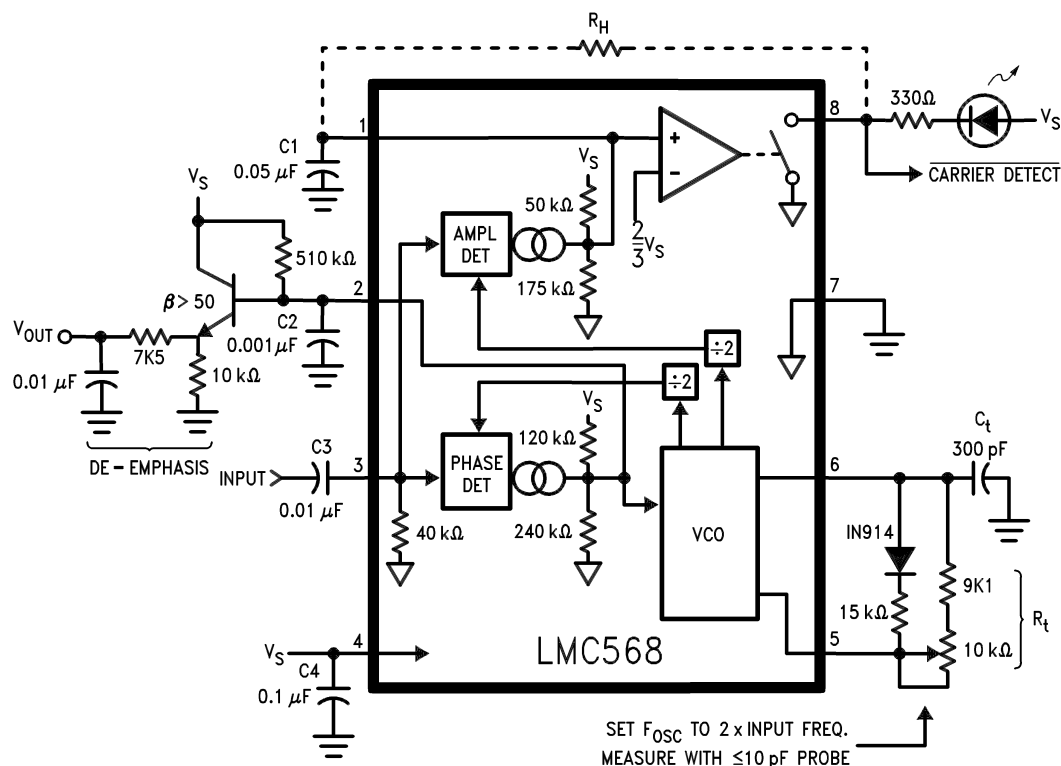 R_H
1
8
330Ω
V_S
C1
0.05 μF
CARRIER DETECT
V_S
V_S
50 kΩ
AMPL
DET
+
−
2/3 V_S
510 kΩ
175 kΩ
2
7
β> 50
C2
0.001 μF
V_OUT
7K5
10 kΩ
0.01 μF
÷2
÷2
V_S
DE – EMPHASIS
C3
120 kΩ
C_t
300 pF
INPUT
3
PHASE
DET
6
0.01 μF
40 kΩ
240 kΩ
VCO
IN914
9K1
15 kΩ
R_t
10 kΩ
V_S
4
5
LMC568
C4
0.1 μF
SET F_OSC TO 2 x INPUT FREQ.
MEASURE WITH ≤10 pF PROBE